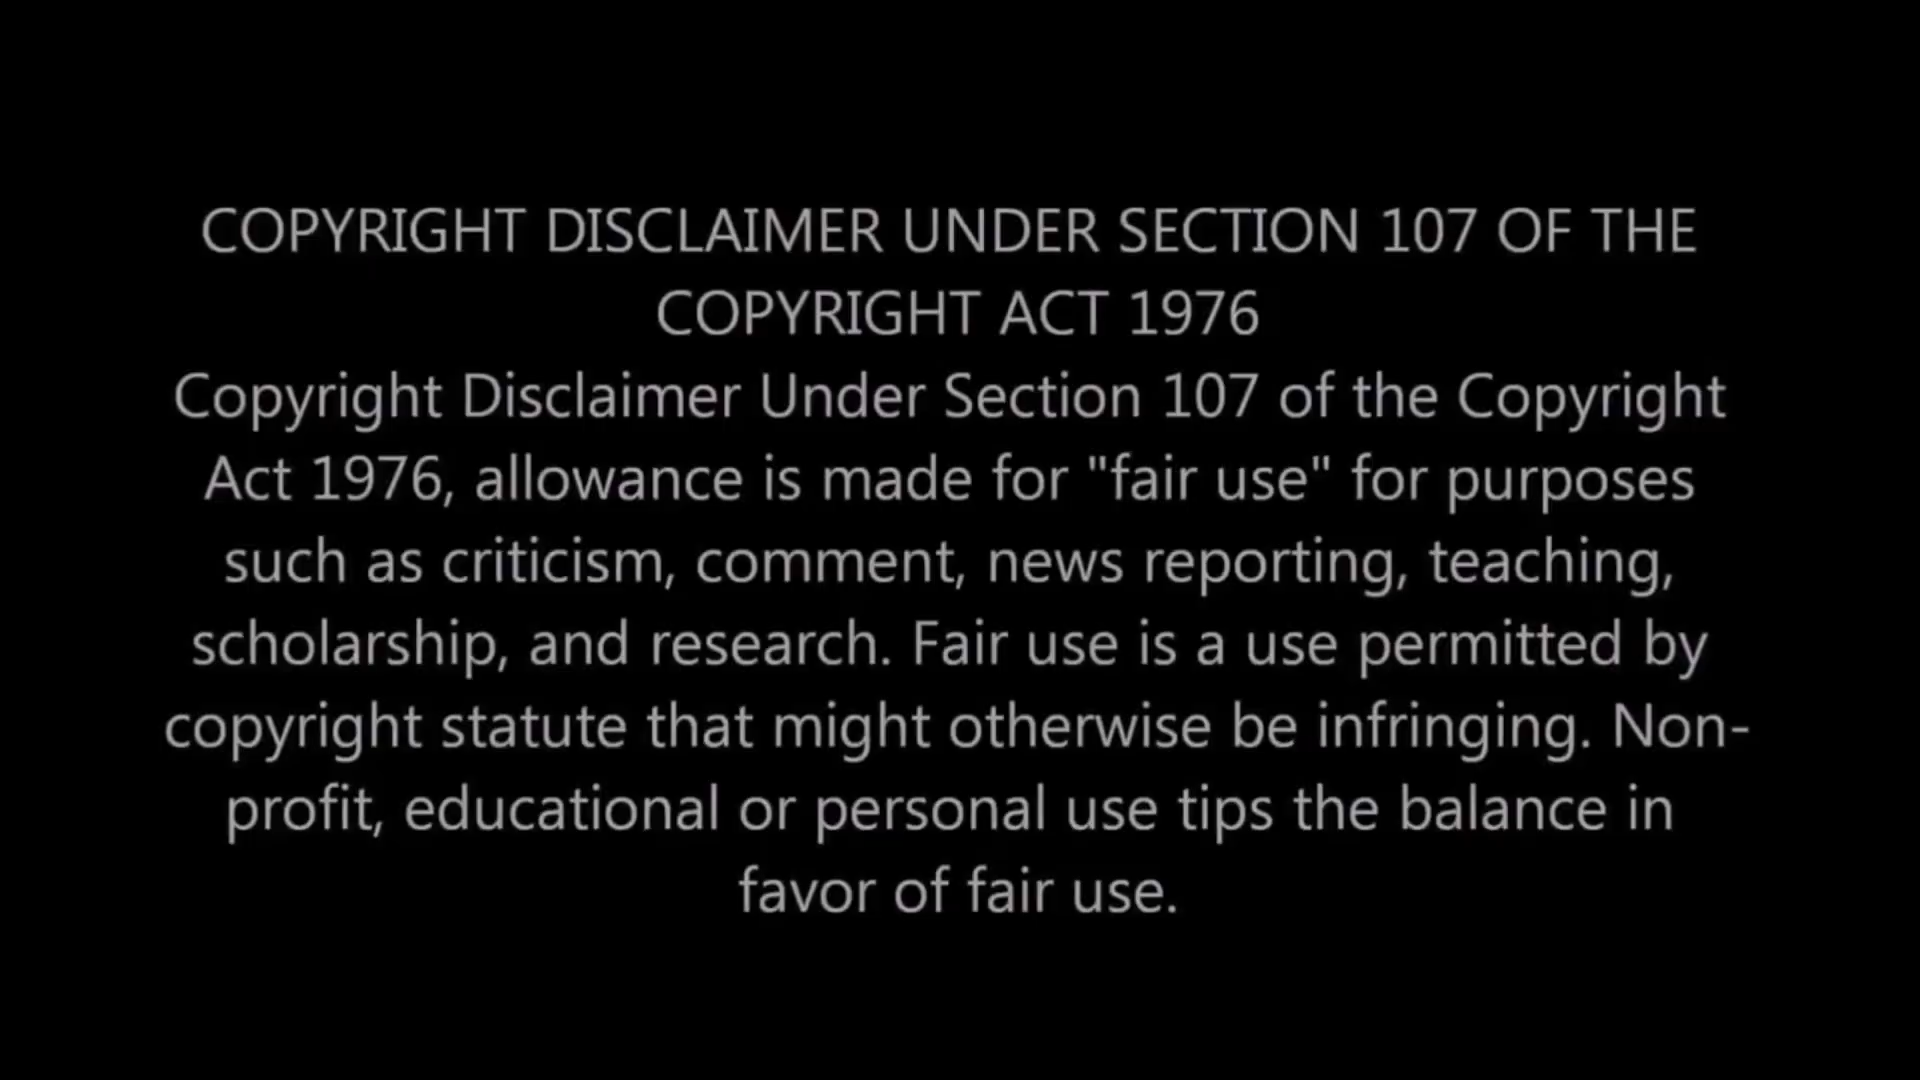 COPYRIGHT DISCLAIMER UNDER SECTION 107 OF THE
COPYRIGHT ACT 1976
Copyright Disclaimer Under Section 107 of the Copyright
Act 1976, allowance is made for "fair use" for purposes
such as criticism, comment, news reporting, teaching,
scholarship, and research. Fair use is a use permitted by
copyright statute that might otherwise be infringing. Non-
profit, educational or personal use tips the balance in
favor of fair use.